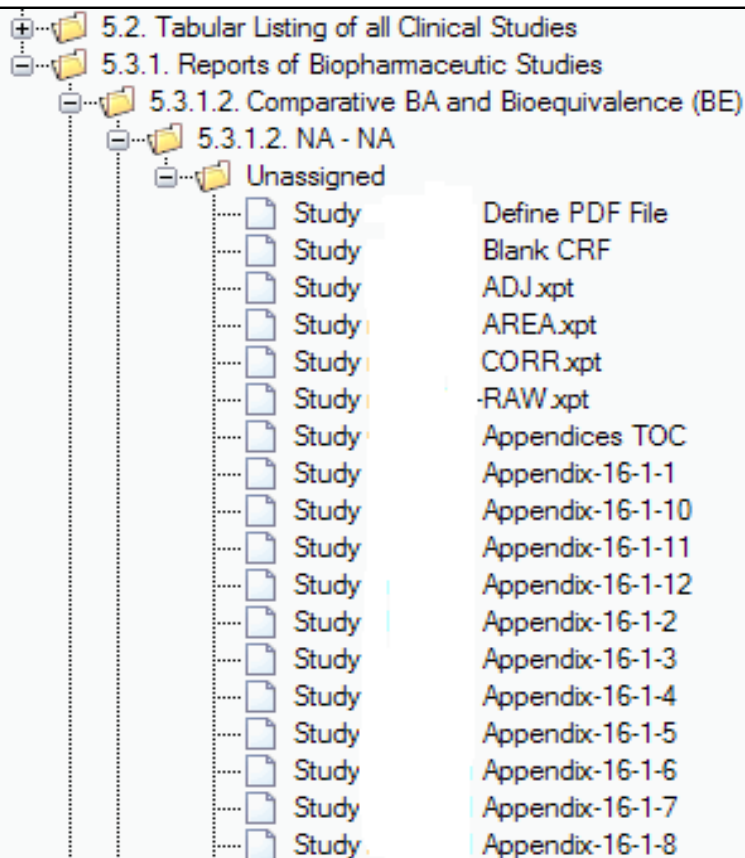 5.2. Tabular Listing of all Clinical Studies
5.3.1. Reports of Biopharmaceutic Studies
5.3.1.2. Comparative BA and Bioequivalence (BE)
5.3.1.2. NA - NA
Unassigned
Study Define PDF File
Study Blank CRF
Study ADJ.xpt
Study AREA.xpt
Study CORR.xpt
Study -RAW.xpt
Study Appendices TOC
Study Appendix-16-1-1
Study Appendix-16-1-10
Study Appendix-16-1-11
Study Appendix-16-1-12
Study Appendix-16-1-2
Study Appendix-16-1-3
Study Appendix-16-1-4
Study Appendix-16-1-5
Study Appendix-16-1-6
Study Appendix-16-1-7
Study Appendix-16-1-8